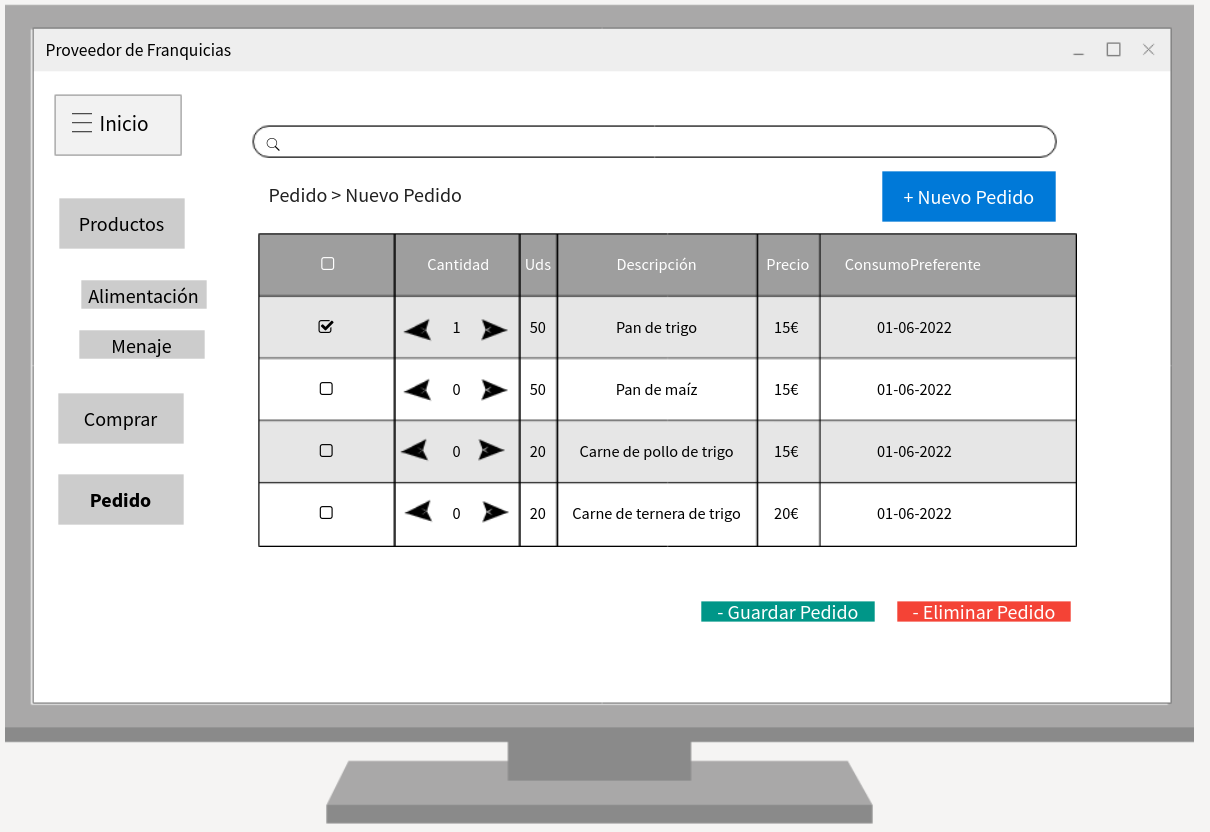 Proveedor de Franquicias
Inicio
Pedido > Nuevo Pedido
+ Nuevo Pedido
Productos
Alimentación
Menaje
Comprar
Pedido
Cantidad Uds Descripción Precio ConsumoPreferente
1 50 Pan de trigo 15€ 01-06-2022
0 50 Pan de maíz 15€ 01-06-2022
0 20 Carne de pollo de trigo 15€ 01-06-2022
0 20 Carne de ternera de trigo 20€ 01-06-2022
- Guardar Pedido
- Eliminar Pedido